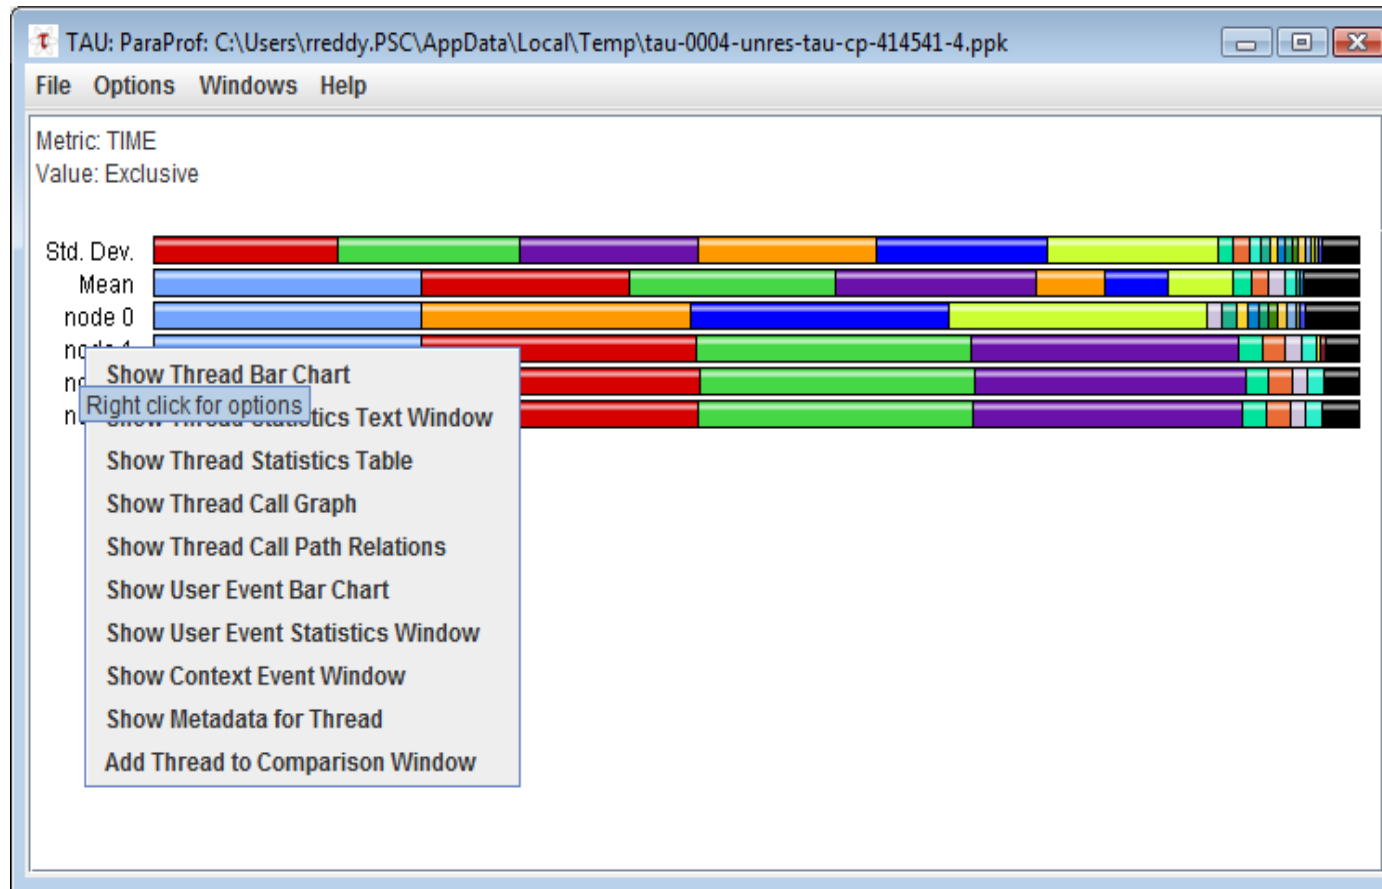 TAU: ParaProf: C:\Users\rreddy.PSC\AppData\Local\Temp\tau-0004-unres-tau-cp-414541-4.ppk
File Options Windows Help
Metric: TIME
Value: Exclusive
Std. Dev.
Mean
node 0
Show Thread Bar Chart
Right click for options
Show Thread Statistics Text Window
Show Thread Statistics Table
Show Thread Call Graph
Show Thread Call Path Relations
Show User Event Bar Chart
Show User Event Statistics Window
Show Context Event Window
Show Metadata for Thread
Add Thread to Comparison Window